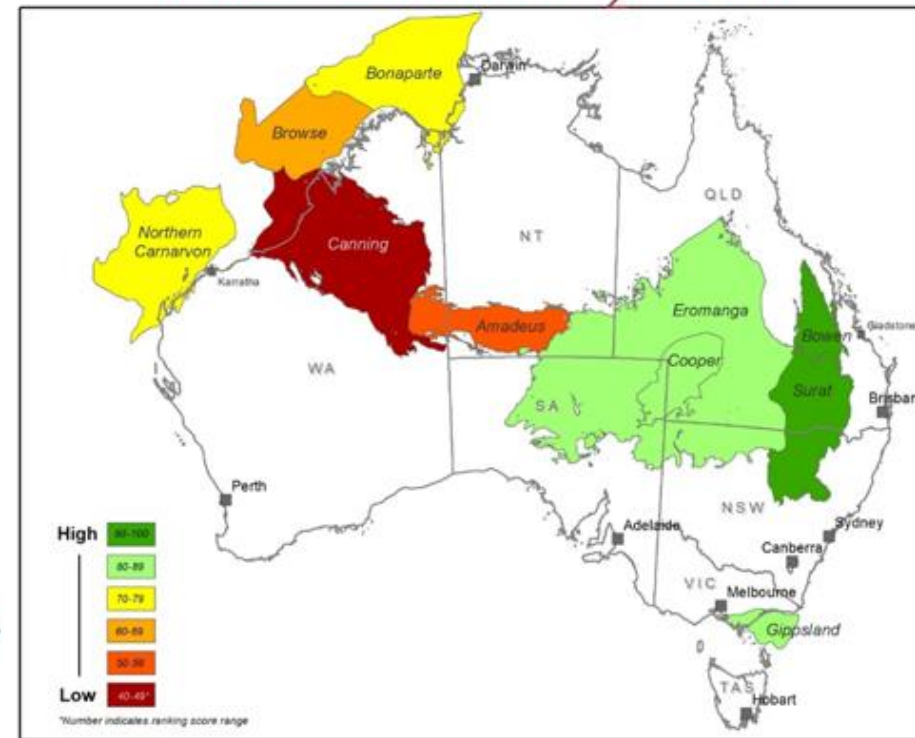 Bonaparte
Darwin
Browse
QLD
Northern
Carnarvon
Canning
NT
Karratha
Eromanga
Amadeus
Bowen
Gladstone
Cooper
WA
Surat
SA
Brisban
Perth
NSW
High
90-100
Adelaide
Sydney
80-89
Canberra
VIC
70-79
Melbourne
60-69
Gippsland
50-59
Low
40-49*
TAS
Hobart
*Number indicates ranking score range